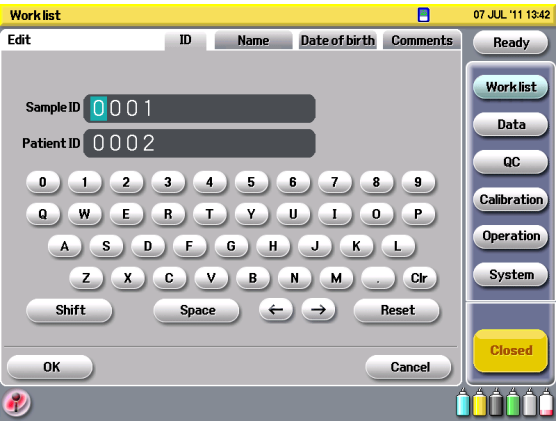 Work list 07 JUL '11 13:42
Edit ID Name Date of birth Comments Ready
Work list
Sample ID 0001
Data
Patient ID 0002
QC
0 1 2 3 4 5 6 7 8 9
Calibration
Q W E R T Y U I O P
Operation
A S D F G H J K L
System
Z X C V B N M . Clr
Shift Space ← → Reset
Closed
OK Cancel